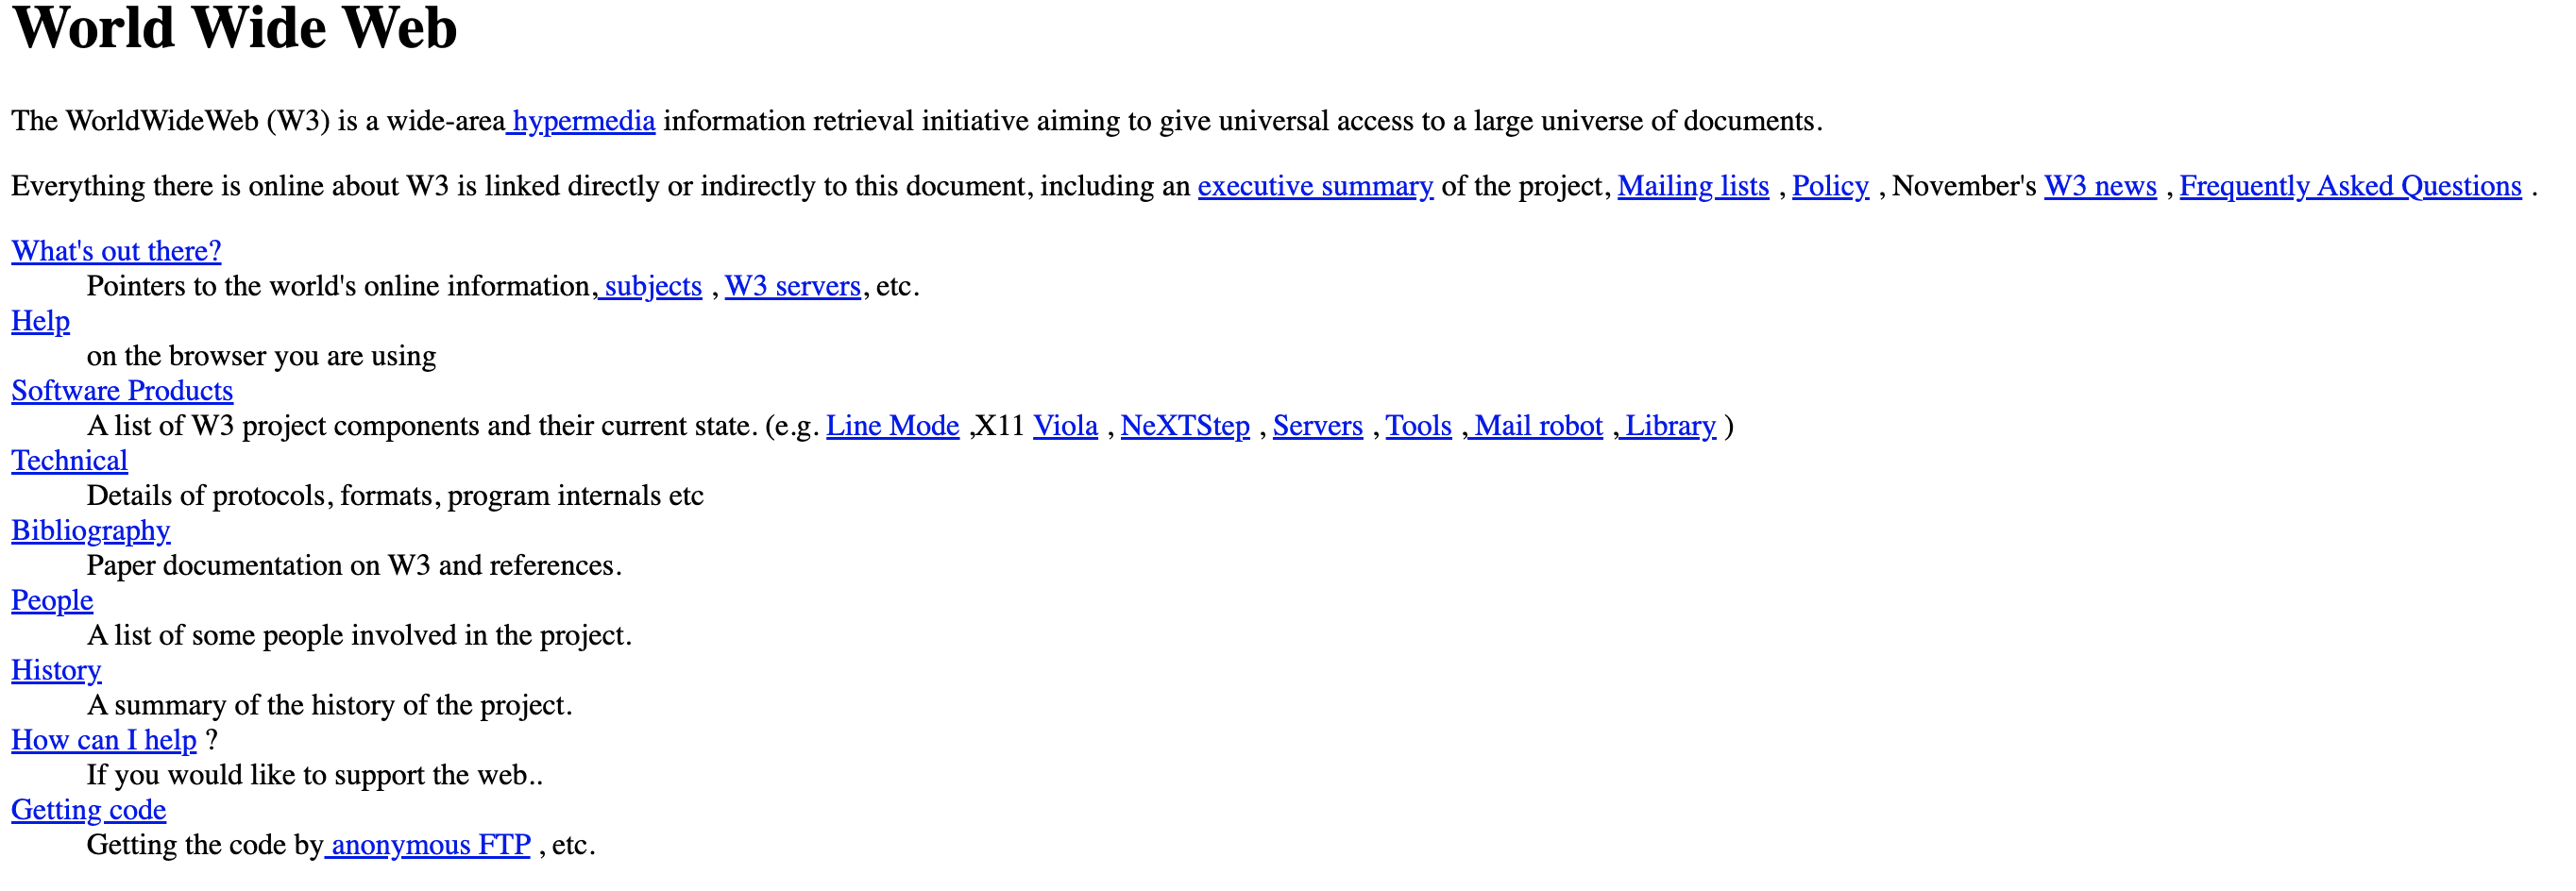 World Wide Web
The WorldWideWeb (W3) is a wide-area hypermedia information retrieval initiative aiming to give universal access to a large universe of documents.
Everything there is online about W3 is linked directly or indirectly to this document, including an executive summary of the project, Mailing lists , Policy , November's W3 news , Frequently Asked Questions .
What's out there?
Pointers to the world's online information, subjects , W3 servers, etc.
Help
on the browser you are using
Software Products
A list of W3 project components and their current state. (e.g. Line Mode ,X11 Viola , NeXTStep , Servers , Tools , Mail robot , Library )
Technical
Details of protocols, formats, program internals etc
Bibliography
Paper documentation on W3 and references.
People
A list of some people involved in the project.
History
A summary of the history of the project.
How can I help ?
If you would like to support the web..
Getting code
Getting the code by anonymous FTP , etc.